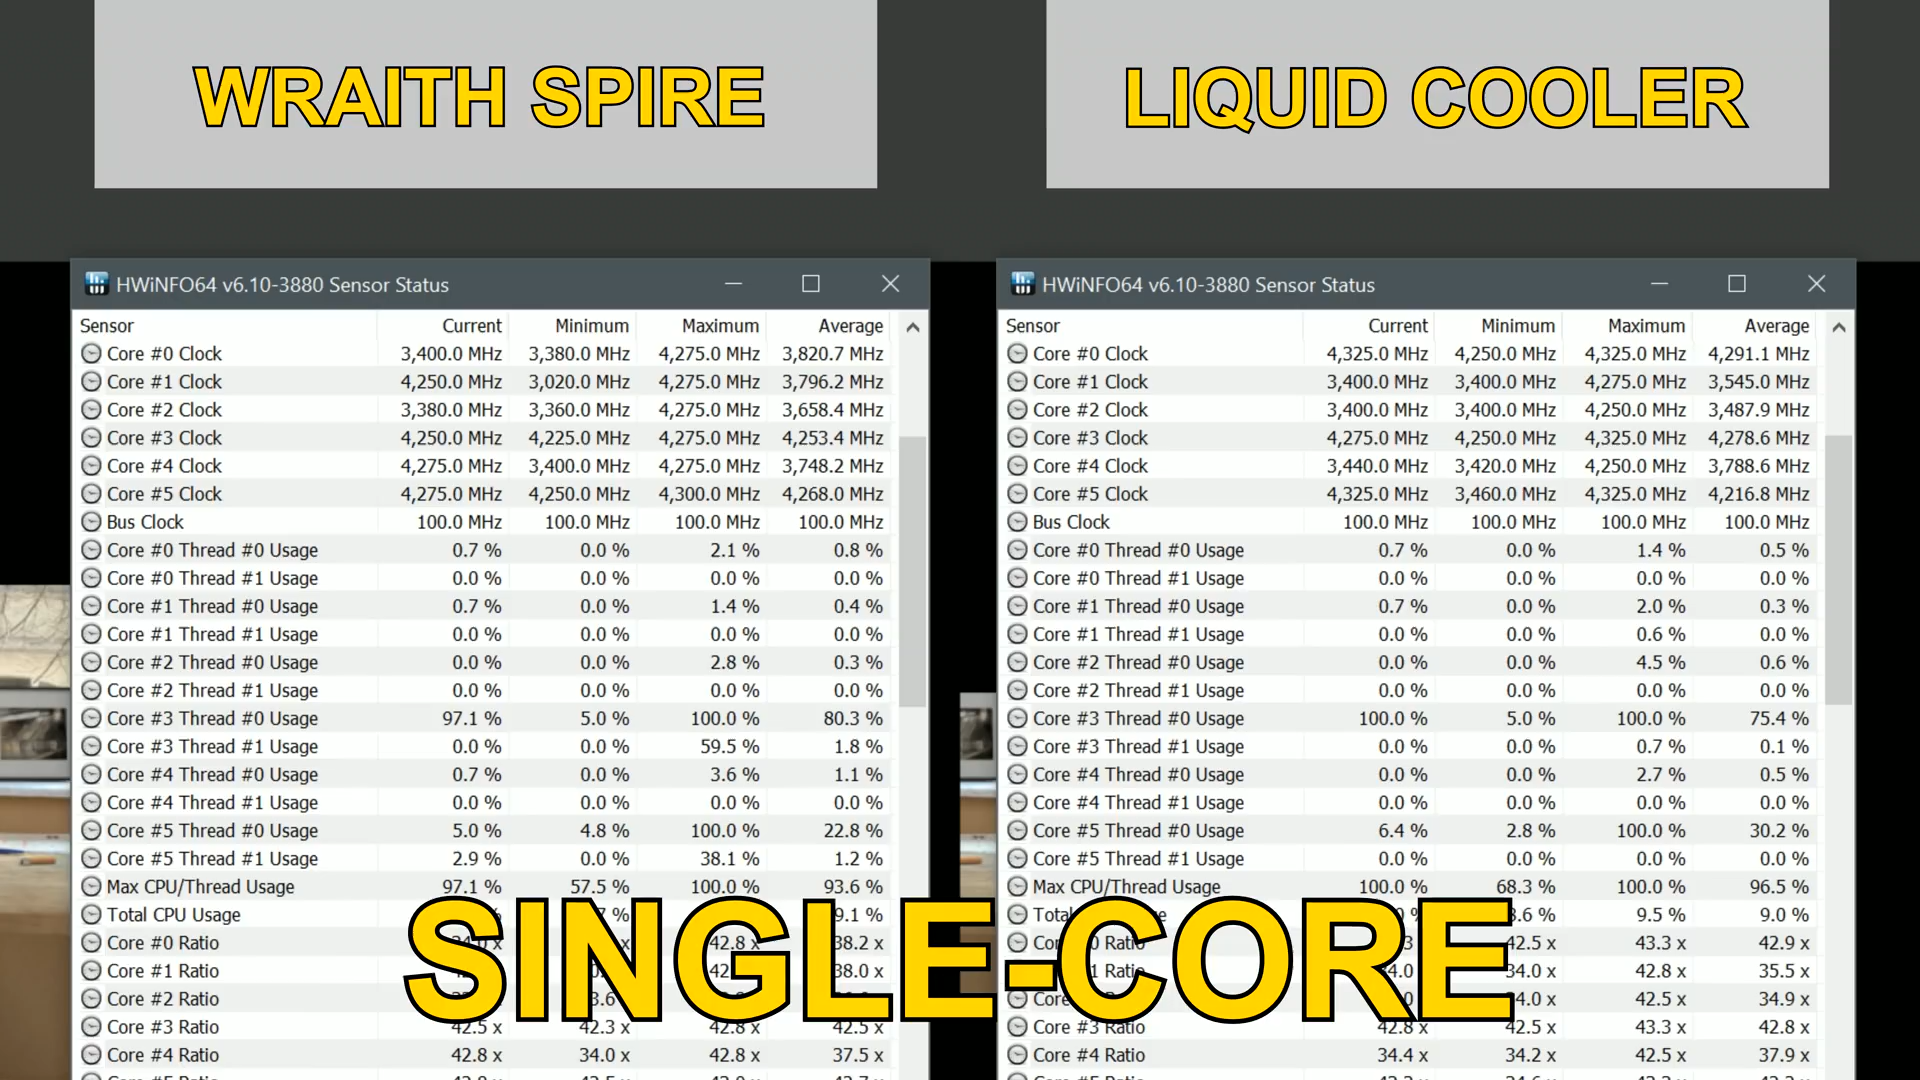 WRAITH SPIRE
LIQUID COOLER
HWiNFO64 v6.10-3880 Sensor Status
Sensor Current Minimum Maximum Average
Core #0 Clock 3,400.0 MHz 3,380.0 MHz 4,275.0 MHz 3,820.7 MHz
Core #1 Clock 4,250.0 MHz 3,020.0 MHz 4,275.0 MHz 3,796.2 MHz
Core #2 Clock 3,380.0 MHz 3,360.0 MHz 4,275.0 MHz 3,658.4 MHz
Core #3 Clock 4,250.0 MHz 4,225.0 MHz 4,275.0 MHz 4,253.4 MHz
Core #4 Clock 4,275.0 MHz 3,400.0 MHz 4,275.0 MHz 3,748.2 MHz
Core #5 Clock 4,275.0 MHz 4,250.0 MHz 4,300.0 MHz 4,268.0 MHz
Bus Clock 100.0 MHz 100.0 MHz 100.0 MHz 100.0 MHz
Core #0 Thread #0 Usage 0.7 % 0.0 % 2.1 % 0.8 %
Core #0 Thread #1 Usage 0.0 % 0.0 % 0.0 % 0.0 %
Core #1 Thread #0 Usage 0.7 % 0.0 % 1.4 % 0.4 %
Core #1 Thread #1 Usage 0.0 % 0.0 % 0.0 % 0.0 %
Core #2 Thread #0 Usage 0.0 % 0.0 % 2.8 % 0.3 %
Core #2 Thread #1 Usage 0.0 % 0.0 % 0.0 % 0.0 %
Core #3 Thread #0 Usage 97.1 % 5.0 % 100.0 % 80.3 %
Core #3 Thread #1 Usage 0.0 % 0.0 % 59.5 % 1.8 %
Core #4 Thread #0 Usage 0.7 % 0.0 % 3.6 % 1.1 %
Core #4 Thread #1 Usage 0.0 % 0.0 % 0.0 % 0.0 %
Core #5 Thread #0 Usage 5.0 % 4.8 % 100.0 % 22.8 %
Core #5 Thread #1 Usage 2.9 % 0.0 % 38.1 % 1.2 %
Max CPU/Thread Usage 97.1 % 57.5 % 100.0 % 93.6 %
Total CPU Usage 9.1 %
Core #0 Ratio 42.8 x 38.2 x
Core #1 Ratio 38.0 x
Core #2 Ratio
Core #3 Ratio 42.5 x 42.3 x 42.8 x 42.5 x
Core #4 Ratio 42.8 x 34.0 x 42.8 x 37.5 x
HWiNFO64 v6.10-3880 Sensor Status
Sensor Current Minimum Maximum Average
Core #0 Clock 4,325.0 MHz 4,250.0 MHz 4,325.0 MHz 4,291.1 MHz
Core #1 Clock 3,400.0 MHz 3,400.0 MHz 4,275.0 MHz 3,545.0 MHz
Core #2 Clock 3,400.0 MHz 3,400.0 MHz 4,250.0 MHz 3,487.9 MHz
Core #3 Clock 4,275.0 MHz 4,250.0 MHz 4,325.0 MHz 4,278.6 MHz
Core #4 Clock 3,440.0 MHz 3,420.0 MHz 4,250.0 MHz 3,788.6 MHz
Core #5 Clock 4,325.0 MHz 3,460.0 MHz 4,325.0 MHz 4,216.8 MHz
Bus Clock 100.0 MHz 100.0 MHz 100.0 MHz 100.0 MHz
Core #0 Thread #0 Usage 0.7 % 0.0 % 1.4 % 0.5 %
Core #0 Thread #1 Usage 0.0 % 0.0 % 0.0 % 0.0 %
Core #1 Thread #0 Usage 0.7 % 0.0 % 2.0 % 0.3 %
Core #1 Thread #1 Usage 0.0 % 0.0 % 0.6 % 0.0 %
Core #2 Thread #0 Usage 0.0 % 0.0 % 4.5 % 0.6 %
Core #2 Thread #1 Usage 0.0 % 0.0 % 0.0 % 0.0 %
Core #3 Thread #0 Usage 100.0 % 5.0 % 100.0 % 75.4 %
Core #3 Thread #1 Usage 0.0 % 0.0 % 0.7 % 0.1 %
Core #4 Thread #0 Usage 0.0 % 0.0 % 2.7 % 0.5 %
Core #4 Thread #1 Usage 0.0 % 0.0 % 0.0 % 0.0 %
Core #5 Thread #0 Usage 6.4 % 2.8 % 100.0 % 30.2 %
Core #5 Thread #1 Usage 0.0 % 0.0 % 0.0 % 0.0 %
Max CPU/Thread Usage 100.0 % 68.3 % 100.0 % 96.5 %
9.5 % 9.0 %
42.5 x 43.3 x 42.9 x
34.0 x 42.8 x 35.5 x
34.0 x 42.5 x 34.9 x
Core #3 Ratio 42.8 x 42.5 x 43.3 x 42.8 x
Core #4 Ratio 34.4 x 34.2 x 42.5 x 37.9 x
SINGLE-CORE